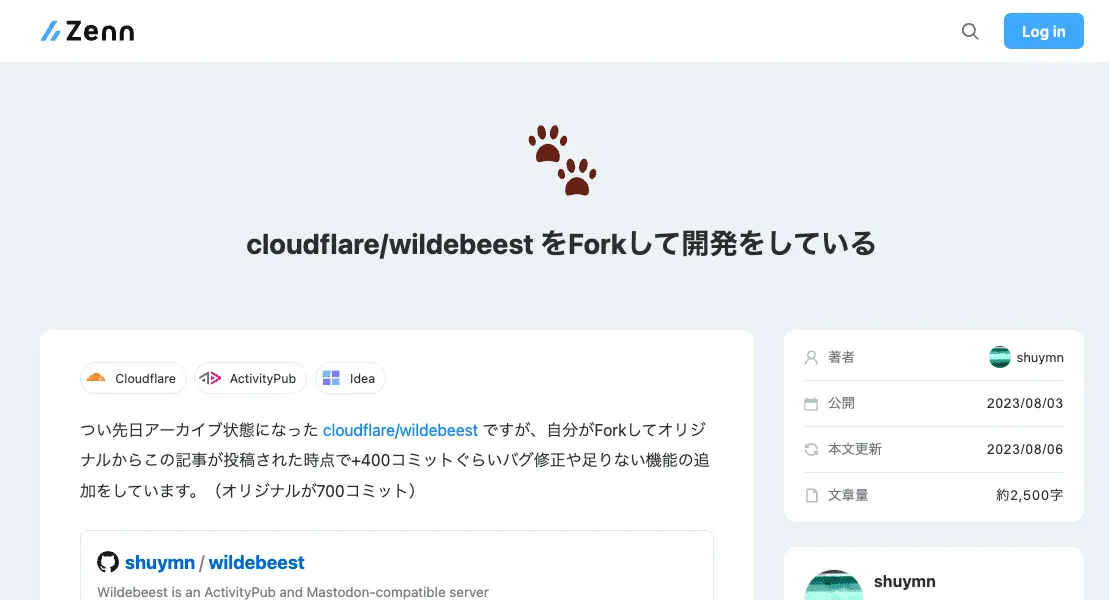 Zenn
Log in
cloudflare/wildebeest をForkして開発をしている
Cloudflare
ActivityPub
Idea
つい先日アーカイブ状態になった cloudflare/wildebeest ですが、自分がForkしてオリジ
ナルからこの記事が投稿された時点で+400コミットぐらいバグ修正や足りない機能の追
加をしています。（オリジナルが700コミット）
shuymn / wildebeest
Wildebeest is an ActivityPub and Mastodon-compatible server
著者 shuymn
公開 2023/08/03
本文更新 2023/08/06
文章量 約2,500字
shuymn